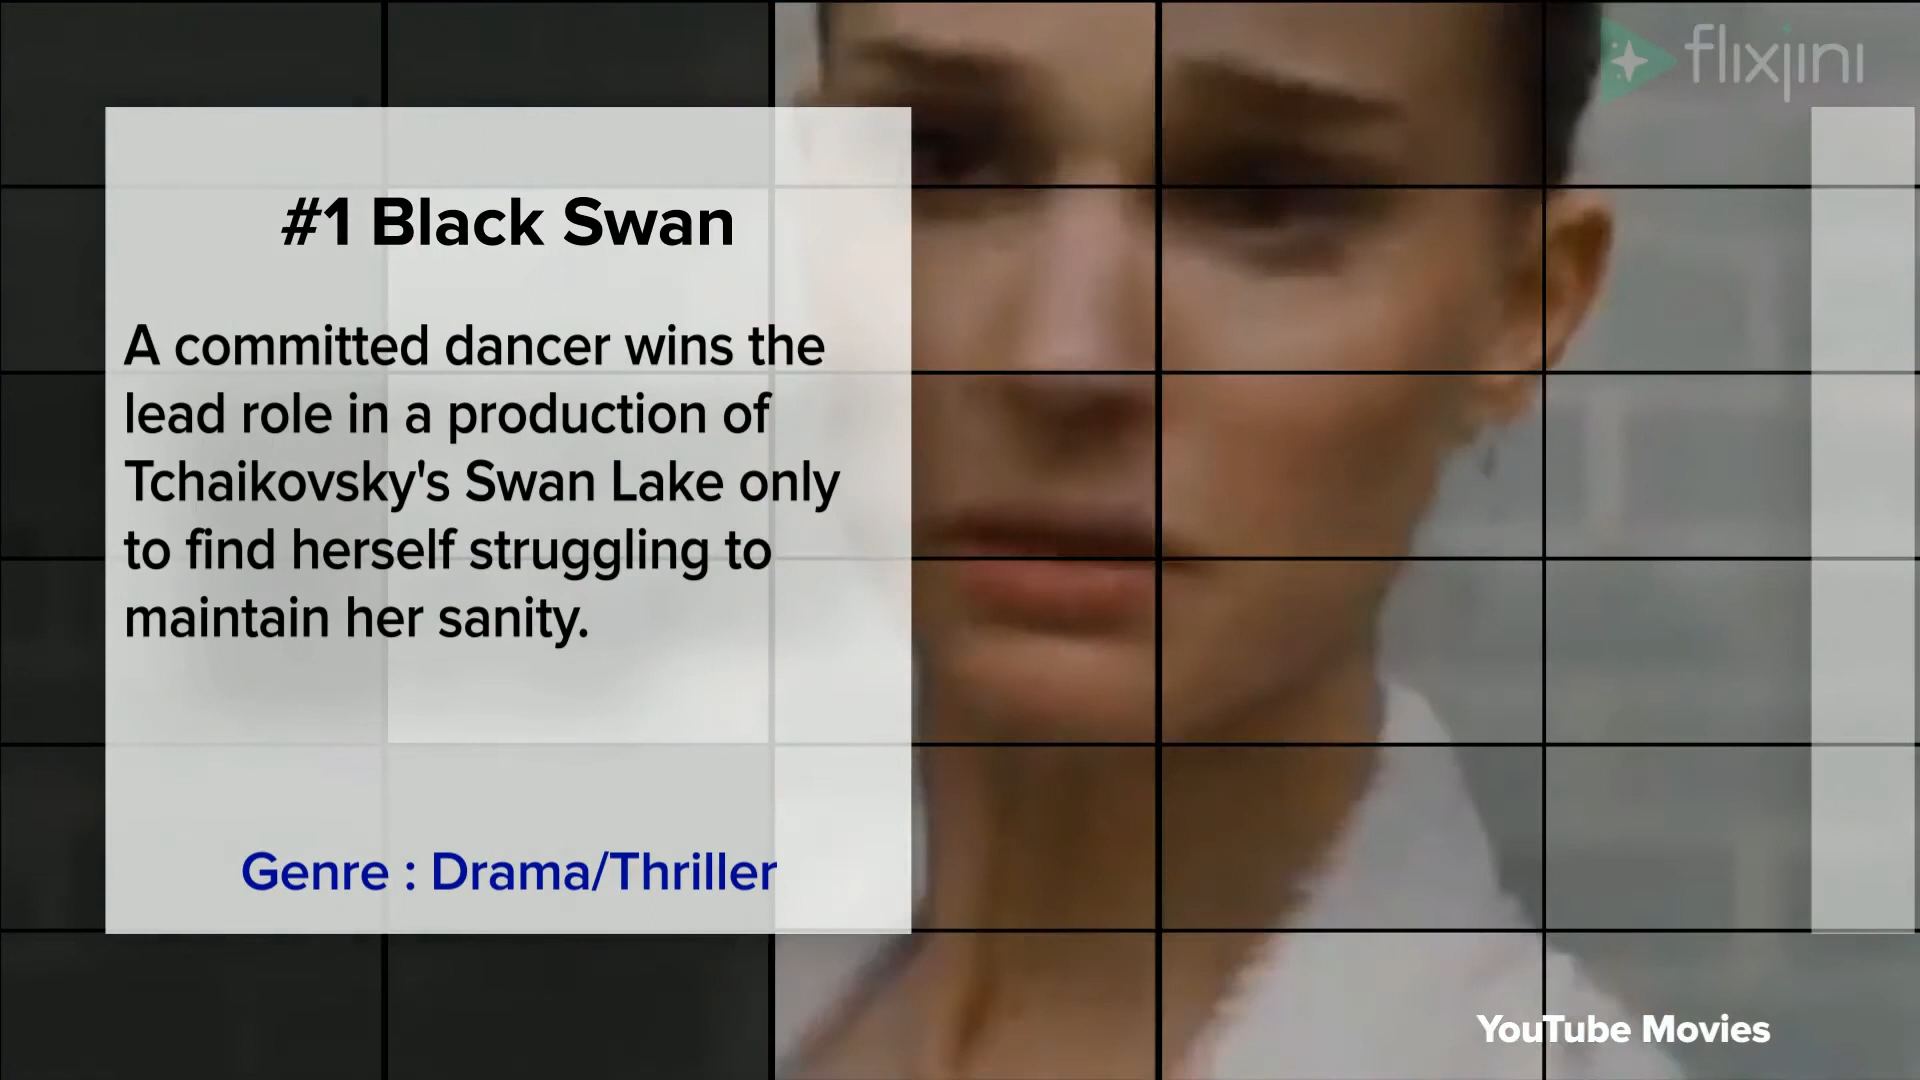 flixjini
#1 Black Swan
A committed dancer wins the
lead role in a production of
Tchaikovsky's Swan Lake only
to find herself struggling to
maintain her sanity.
Genre : Drama/Thriller
YouTube Movies